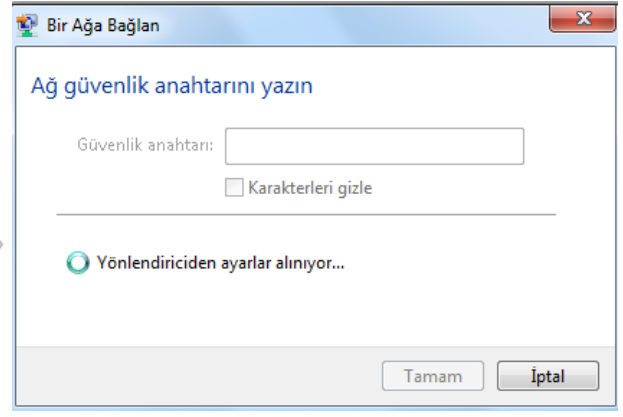 Bir Ağa Bağlan
Ağ güvenlik anahtarını yazın
Güvenlik anahtarı:
Karakterleri gizle
Yönlendiriciden ayarlar alınıyor...
Tamam İptal